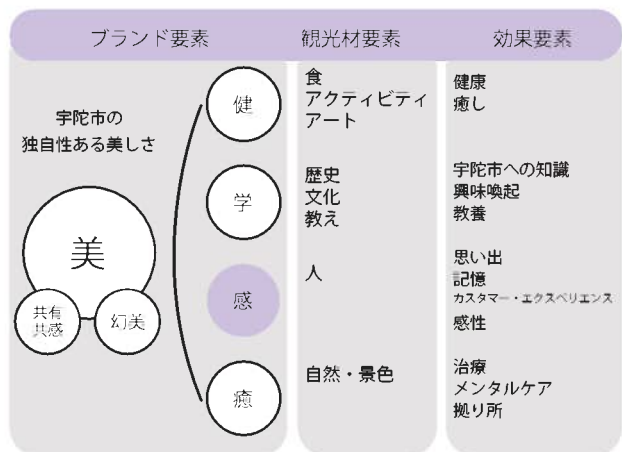 ブランド要素
観光材要素
効果要素
宇陀市の
独自性ある美しさ
美
共有
共感
幻美
健
食
アクティビティ
アート
健康
癒し
学
歴史
文化
教え
宇陀市への知識
興味喚起
教養
感
人
思い出
記憶
カスタマー・エクスペリエンス
感性
癒
自然・景色
治療
メンタルケア
拠り所